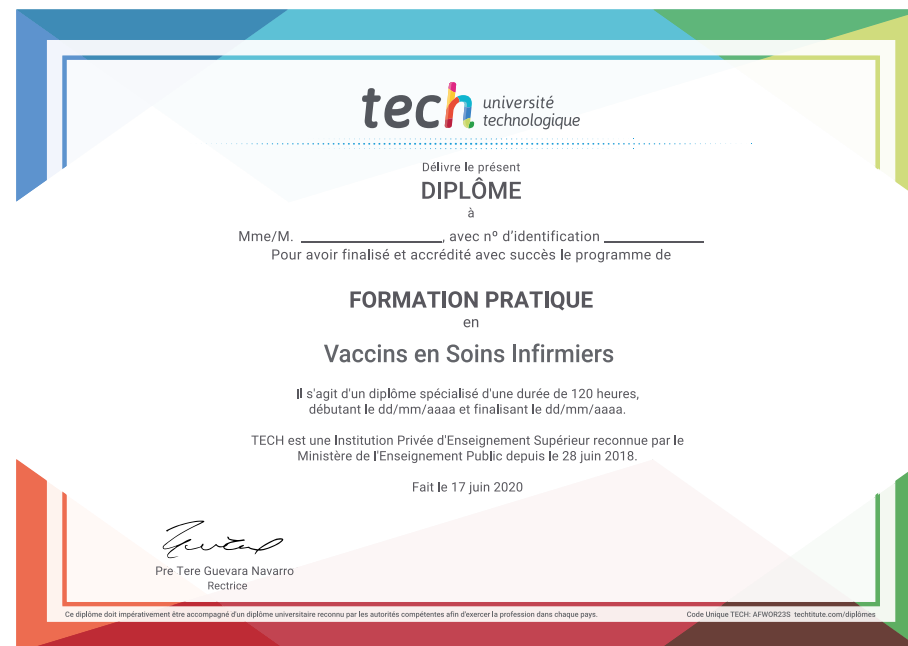 tech université
technologique
Délivre le présent
DIPLÔME
à
Mme/M. ____________________, avec nº d'identification ______________
Pour avoir finalisé et accrédité avec succès le programme de
FORMATION PRATIQUE
en
Vaccins en Soins Infirmiers
Il s'agit d'un diplôme spécialisé d'une durée de 120 heures,
débutant le dd/mm/aaaa et finalisant le dd/mm/aaaa.
TECH est une Institution Privée d'Enseignement Supérieur reconnue par le
Ministère de l'Enseignement Public depuis le 28 juin 2018.
Fait le 17 juin 2020
Pre Tere Guevara Navarro
Rectrice
Ce diplôme doit impérativement être accompagné d'un diplôme universitaire reconnu par les autorités compétentes afin d'exercer la profession dans chaque pays.
Code Unique TECH: AFWOR23S techtitute.com/diplômes